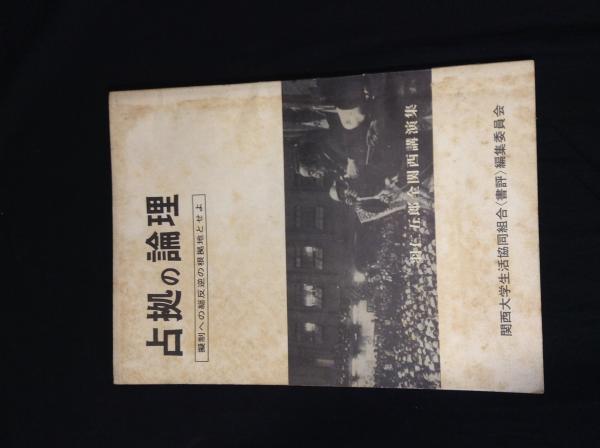 占拠の論理
擬制への総反逆の根拠地とせよ
羽仁五郎全関西講演集
関西大学生活協同組合〈書評〉編集委員会